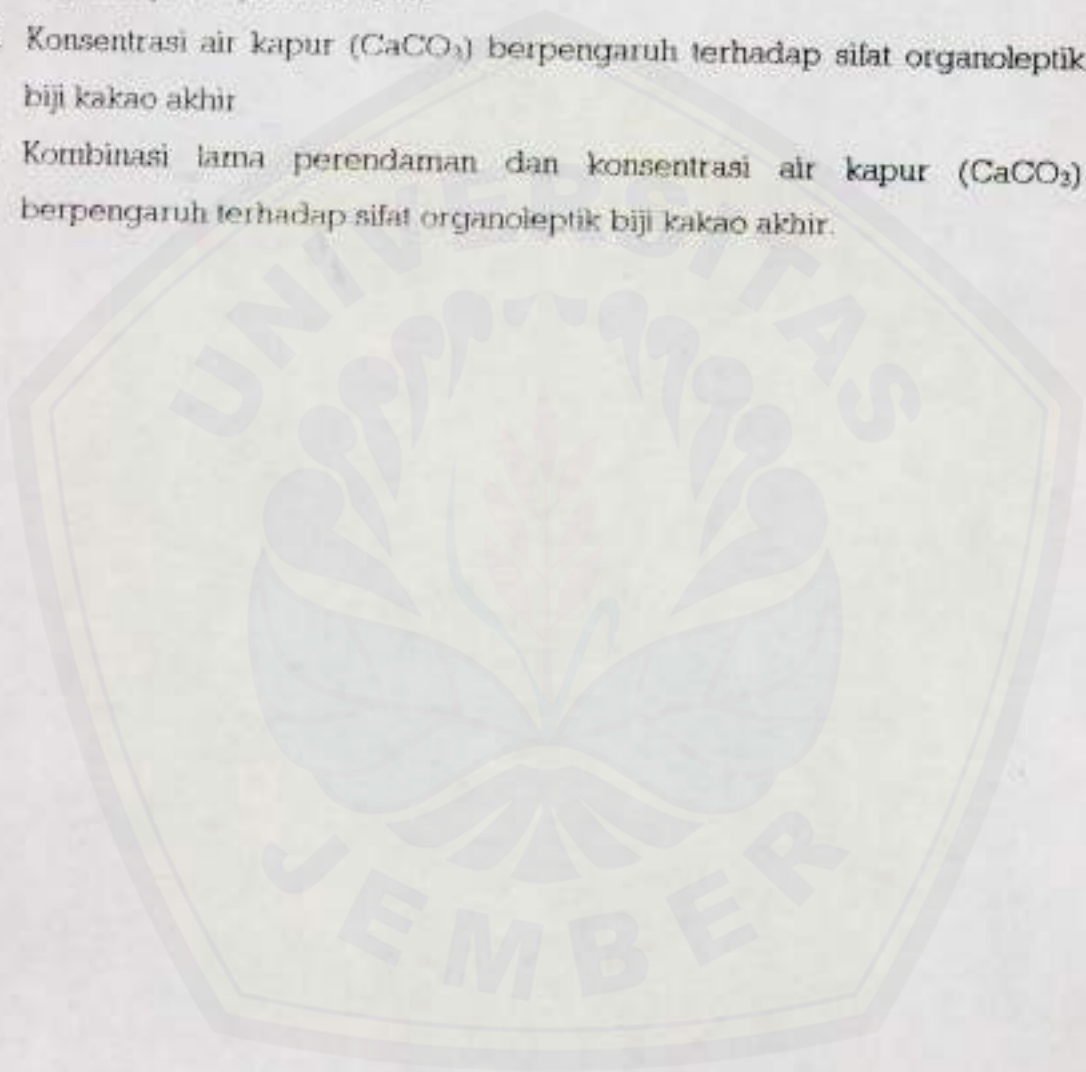 Konsentrasi air kapur (CaCO₃) berpengaruh terhadap sifat organoleptik
biji kakao akhir
Kombinasi lama perendaman dan konsentrasi air kapur (CaCO₃)
berpengaruh terhadap sifat organoleptik biji kakao akhir.
UNIVERSITAS
JEMBER